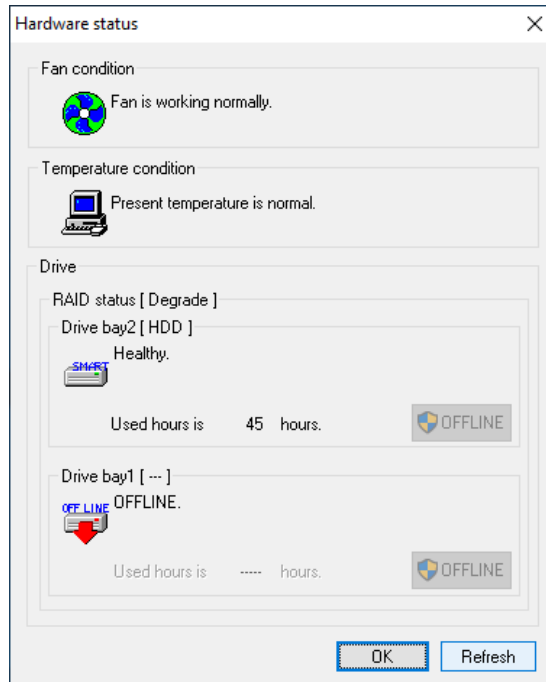 Hardware status
Fan condition
Fan is working normally.
Temperature condition
Present temperature is normal.
Drive
RAID status [ Degrade ]
Drive bay2 [ HDD ]
SMART
Healthy.
Used hours is 45 hours.
OFFLINE
Drive bay1 [ --- ]
OFF LINE
OFFLINE.
Used hours is ----- hours.
OFFLINE
OK
Refresh